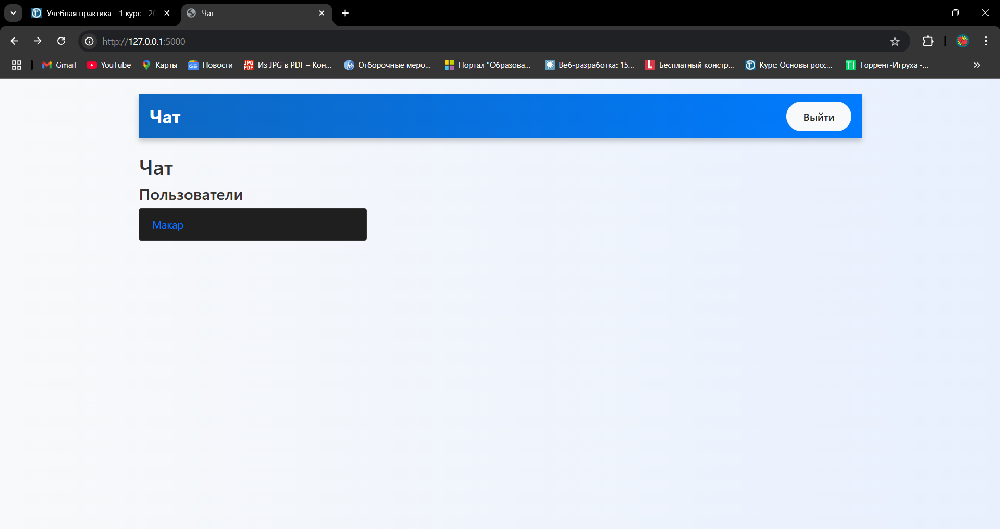 Учебная практика - 1 курс - 20
Чат
http://127.0.0.1:5000
Gmail
YouTube
Карты
Новости
Из JPG в PDF – Кон...
Отборочные меро...
Портал "Образова...
Веб-разработка: 15...
Бесплатный констр...
Курс: Основы росс...
Торрент-Игруха -...
Чат
Выйти
Чат
Пользователи
Макар